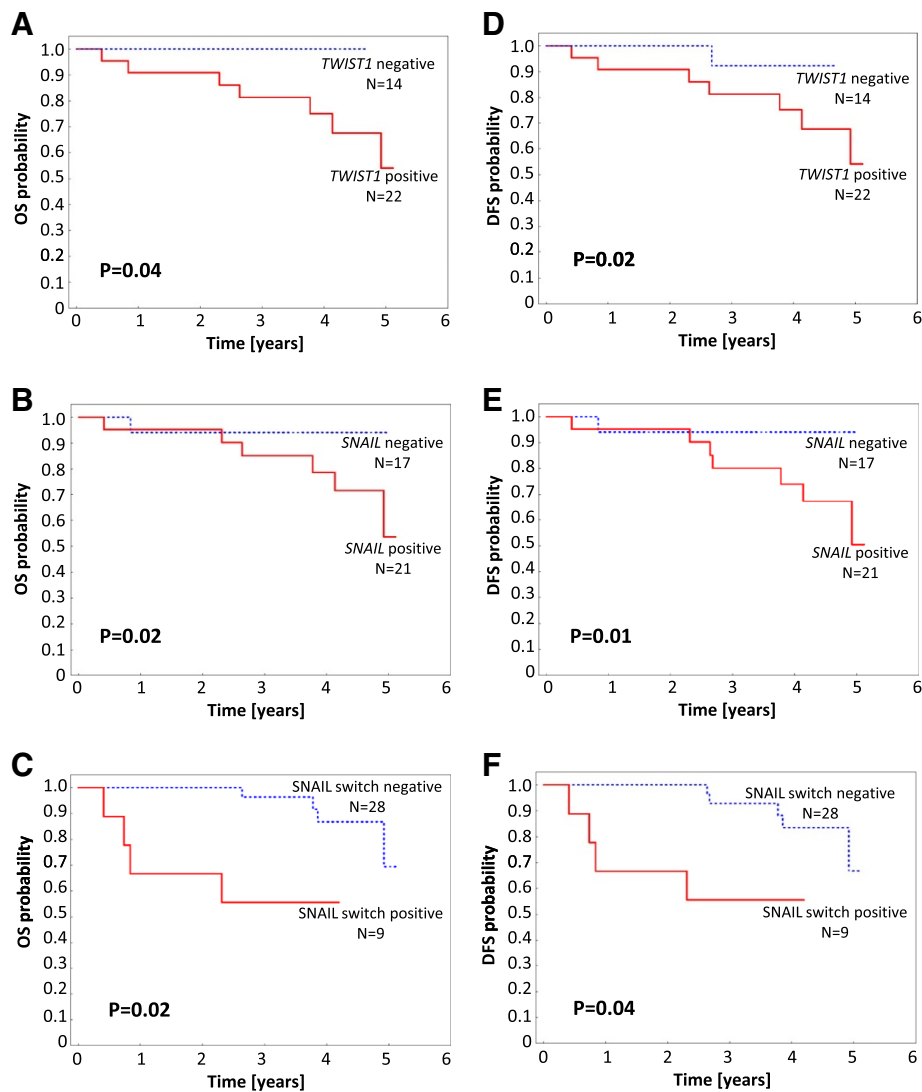 A
OS probability
1.0
0.9
0.8
0.7
0.6
0.5
0.4
0.3
0.2
0.1
0
TWIST1 negative
N=14
TWIST1 positive
N=22
P=0.04
0 1 2 3 4 5 6
Time [years]
D
DFS probability
1.0
0.9
0.8
0.7
0.6
0.5
0.4
0.3
0.2
0.1
0
TWIST1 negative
N=14
TWIST1 positive
N=22
P=0.02
0 1 2 3 4 5 6
Time [years]
B
OS probability
1.0
0.9
0.8
0.7
0.6
0.5
0.4
0.3
0.2
0.1
0
SNAIL negative
N=17
SNAIL positive
N=21
P=0.02
0 1 2 3 4 5 6
Time [years]
E
DFS probability
1.0
0.9
0.8
0.7
0.6
0.5
0.4
0.3
0.2
0.1
0
SNAIL negative
N=17
SNAIL positive
N=21
P=0.01
0 1 2 3 4 5 6
Time [years]
C
OS probability
1.0
0.9
0.8
0.7
0.6
0.5
0.4
0.3
0.2
0.1
0
SNAIL switch negative
N=28
SNAIL switch positive
N=9
P=0.02
0 1 2 3 4 5 6
Time [years]
F
DFS probability
1.0
0.9
0.8
0.7
0.6
0.5
0.4
0.3
0.2
0.1
0
SNAIL switch negative
N=28
SNAIL switch positive
N=9
P=0.04
0 1 2 3 4 5 6
Time [years]